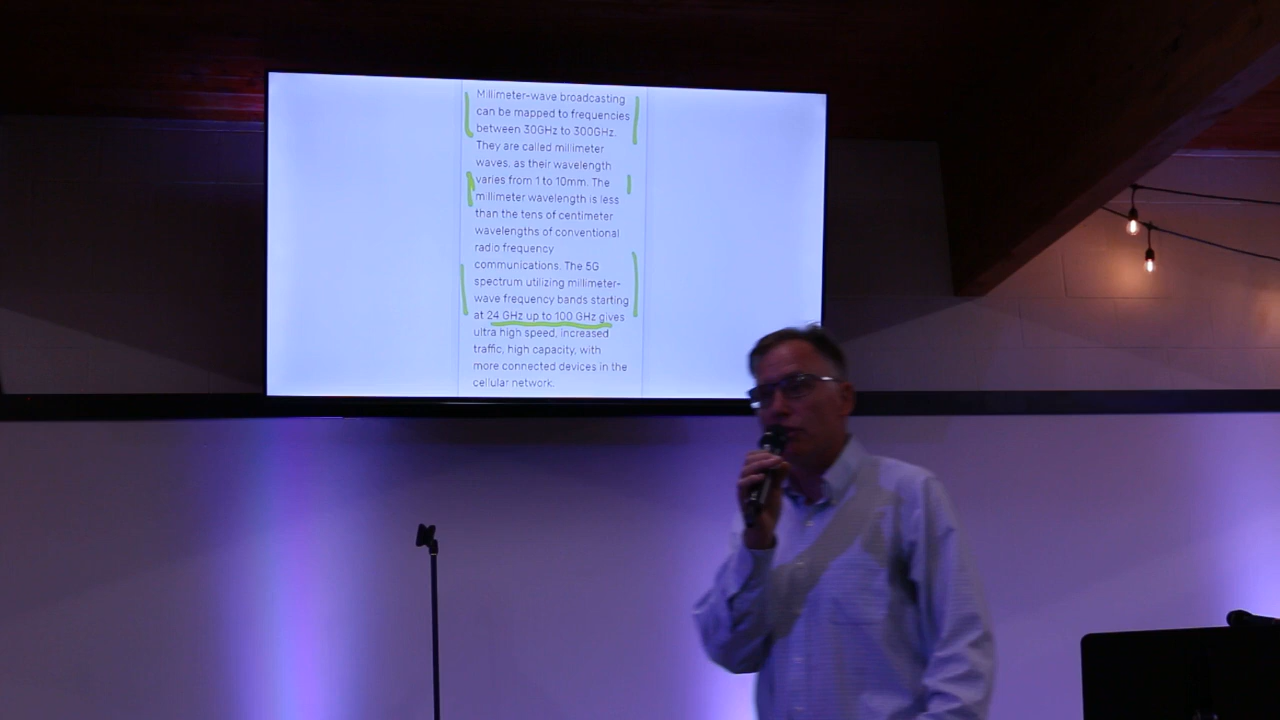 Millimeter-wave broadcasting
can be mapped to frequencies
between 30GHz to 300GHz.
They are called millimeter
waves, as their wavelength
varies from 1 to 10mm. The
millimeter wavelength is less
than the tens of centimeter
wavelengths of conventional
radio frequency
communications. The 5G
spectrum utilizing millimeter-
wave frequency bands starting
at 24 GHz up to 100 GHz gives
ultra high speed, increased
traffic, high capacity, with
more connected devices in the
cellular network.